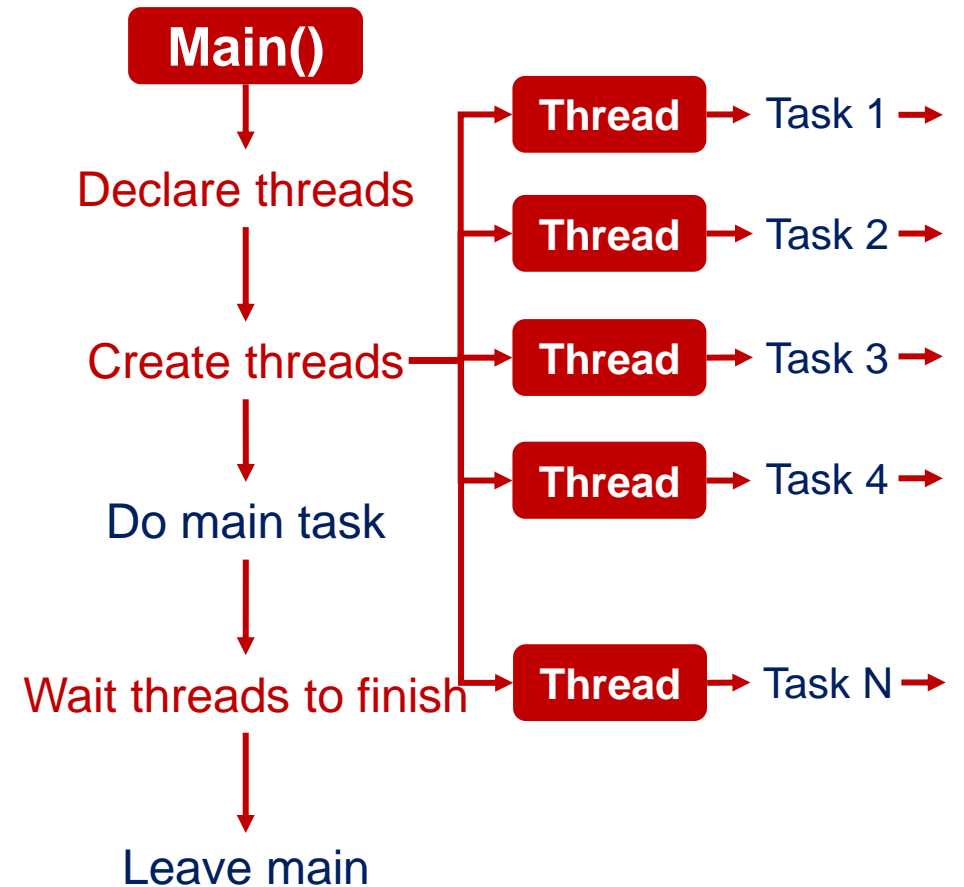 Main()
Declare threads
Create threads
Do main task
Wait threads to finish
Leave main
Thread
Task 1
Thread
Task 2
Thread
Task 3
Thread
Task 4
Thread
Task N